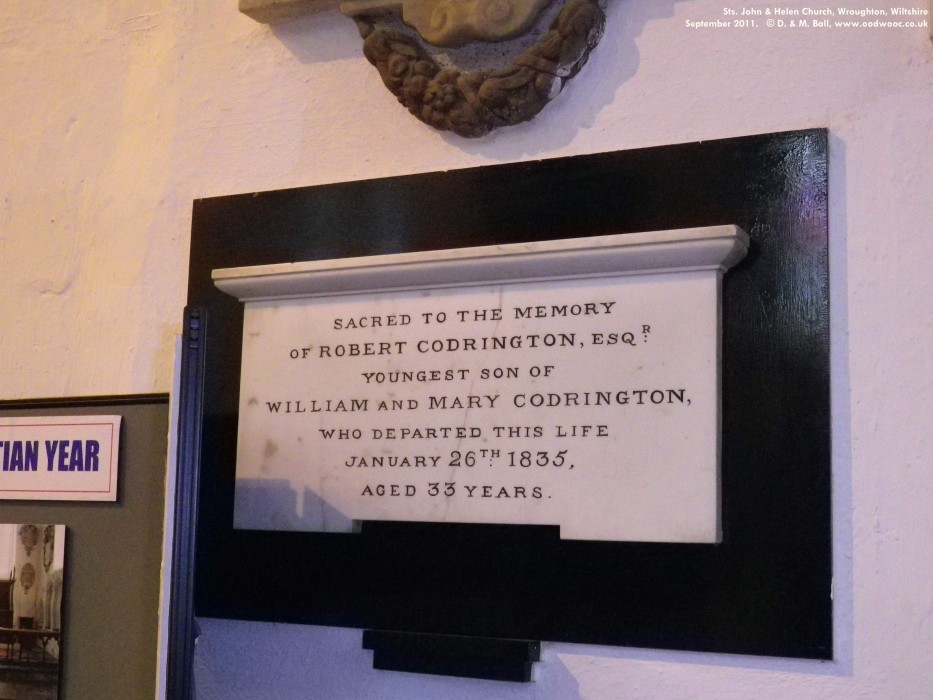 Sts. John & Helen Church, Wroughton, Wiltshire
September 2011. © D. & M. Ball, www.oodwooc.co.uk
SACRED TO THE MEMORY
OF ROBERT CODRINGTON, ESQ.R
YOUNGEST SON OF
WILLIAM AND MARY CODRINGTON,
WHO DEPARTED THIS LIFE
JANUARY 26TH. 1835,
AGED 33 YEARS.
TIAN YEAR